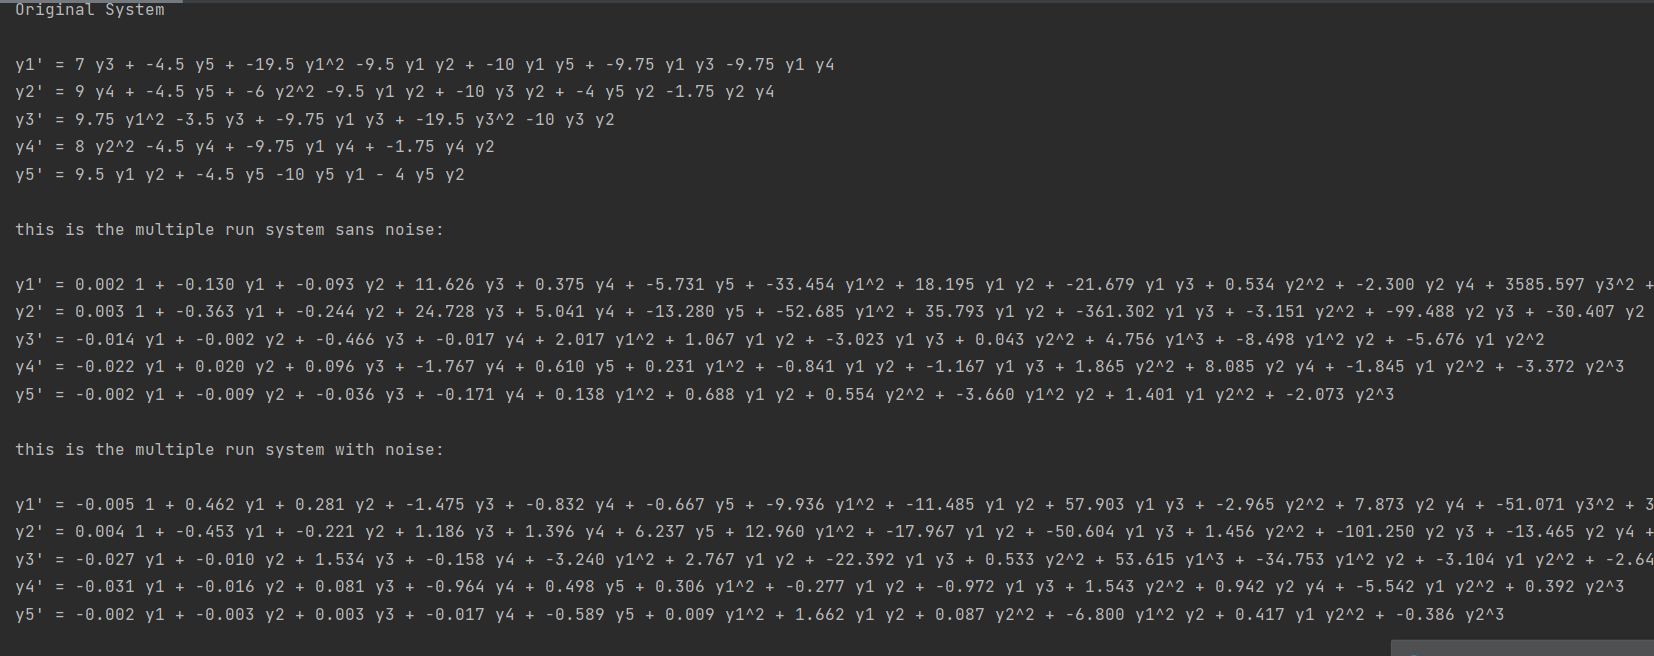 Original System
y1' = 7 y3 + -4.5 y5 + -19.5 y1^2 -9.5 y1 y2 + -10 y1 y5 + -9.75 y1 y3 -9.75 y1 y4
y2' = 9 y4 + -4.5 y5 + -6 y2^2 -9.5 y1 y2 + -10 y3 y2 + -4 y5 y2 -1.75 y2 y4
y3' = 9.75 y1^2 -3.5 y3 + -9.75 y1 y3 + -19.5 y3^2 -10 y3 y2
y4' = 8 y2^2 -4.5 y4 + -9.75 y1 y4 + -1.75 y4 y2
y5' = 9.5 y1 y2 + -4.5 y5 -10 y5 y1 - 4 y5 y2
this is the multiple run system sans noise:
y1' = 0.002 1 + -0.130 y1 + -0.093 y2 + 11.626 y3 + 0.375 y4 + -5.731 y5 + -33.454 y1^2 + 18.195 y1 y2 + -21.679 y1 y3 + 0.534 y2^2 + -2.300 y2 y4 + 3585.597 y3^2 +
y2' = 0.003 1 + -0.363 y1 + -0.244 y2 + 24.728 y3 + 5.041 y4 + -13.280 y5 + -52.685 y1^2 + 35.793 y1 y2 + -361.302 y1 y3 + -3.151 y2^2 + -99.488 y2 y3 + -30.407 y2
y3' = -0.014 y1 + -0.002 y2 + -0.466 y3 + -0.017 y4 + 2.017 y1^2 + 1.067 y1 y2 + -3.023 y1 y3 + 0.043 y2^2 + 4.756 y1^3 + -8.498 y1^2 y2 + -5.676 y1 y2^2
y4' = -0.022 y1 + 0.020 y2 + 0.096 y3 + -1.767 y4 + 0.610 y5 + 0.231 y1^2 + -0.841 y1 y2 + -1.167 y1 y3 + 1.865 y2^2 + 8.085 y2 y4 + -1.845 y1 y2^2 + -3.372 y2^3
y5' = -0.002 y1 + -0.009 y2 + -0.036 y3 + -0.171 y4 + 0.138 y1^2 + 0.688 y1 y2 + 0.554 y2^2 + -3.660 y1^2 y2 + 1.401 y1 y2^2 + -2.073 y2^3
this is the multiple run system with noise:
y1' = -0.005 1 + 0.462 y1 + 0.281 y2 + -1.475 y3 + -0.832 y4 + -0.667 y5 + -9.936 y1^2 + -11.485 y1 y2 + 57.903 y1 y3 + -2.965 y2^2 + 7.873 y2 y4 + -51.071 y3^2 + 3
y2' = 0.004 1 + -0.453 y1 + -0.221 y2 + 1.186 y3 + 1.396 y4 + 6.237 y5 + 12.960 y1^2 + -17.967 y1 y2 + -50.604 y1 y3 + 1.456 y2^2 + -101.250 y2 y3 + -13.465 y2 y4 +
y3' = -0.027 y1 + -0.010 y2 + 1.534 y3 + -0.158 y4 + -3.240 y1^2 + 2.767 y1 y2 + -22.392 y1 y3 + 0.533 y2^2 + 53.615 y1^3 + -34.753 y1^2 y2 + -3.104 y1 y2^2 + -2.64
y4' = -0.031 y1 + -0.016 y2 + 0.081 y3 + -0.964 y4 + 0.498 y5 + 0.306 y1^2 + -0.277 y1 y2 + -0.972 y1 y3 + 1.543 y2^2 + 0.942 y2 y4 + -5.542 y1 y2^2 + 0.392 y2^3
y5' = -0.002 y1 + -0.003 y2 + 0.003 y3 + -0.017 y4 + -0.589 y5 + 0.009 y1^2 + 1.662 y1 y2 + 0.087 y2^2 + -6.800 y1^2 y2 + 0.417 y1 y2^2 + -0.386 y2^3